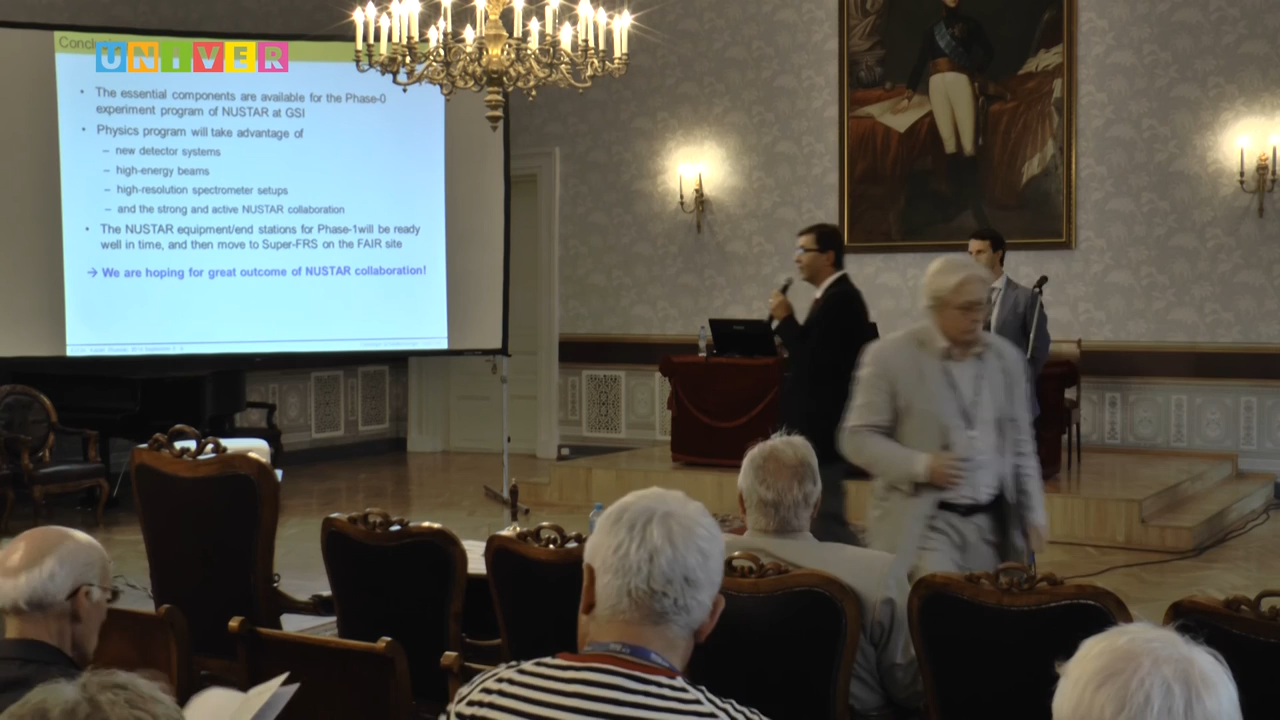 UNIVER
The essential components are available for the Phase-0
experiment program of NUSTAR at GSI
Physics program will take advantage of
– new detector systems
– high-energy beams
– high-resolution spectrometer setups
– and the strong and active NUSTAR collaboration
The NUSTAR equipment/end stations for Phase-1will be ready
well in time, and then move to Super-FRS on the FAIR site
→ We are hoping for great outcome of NUSTAR collaboration!